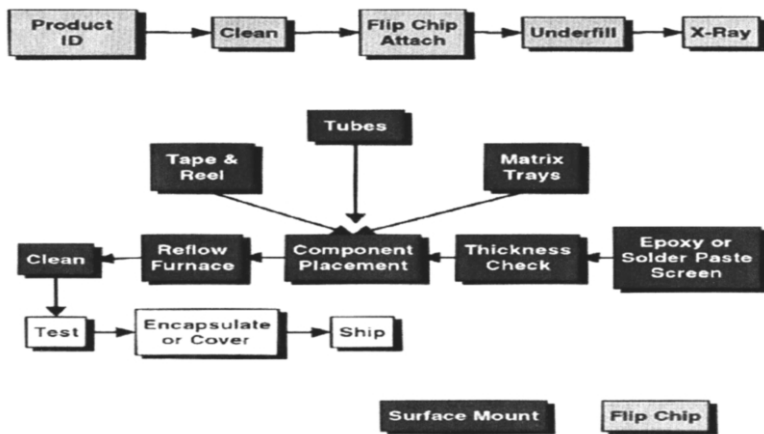 Product
ID
Clean
Flip Chip
Attach
Underfill
X-Ray
Tubes
Tape &
Reel
Matrix
Trays
Clean
Reflow
Furnace
Component
Placement
Thickness
Check
Epoxy or
Solder Paste
Screen
Test
Encapsulate
or Cover
Ship
Surface Mount
Flip Chip